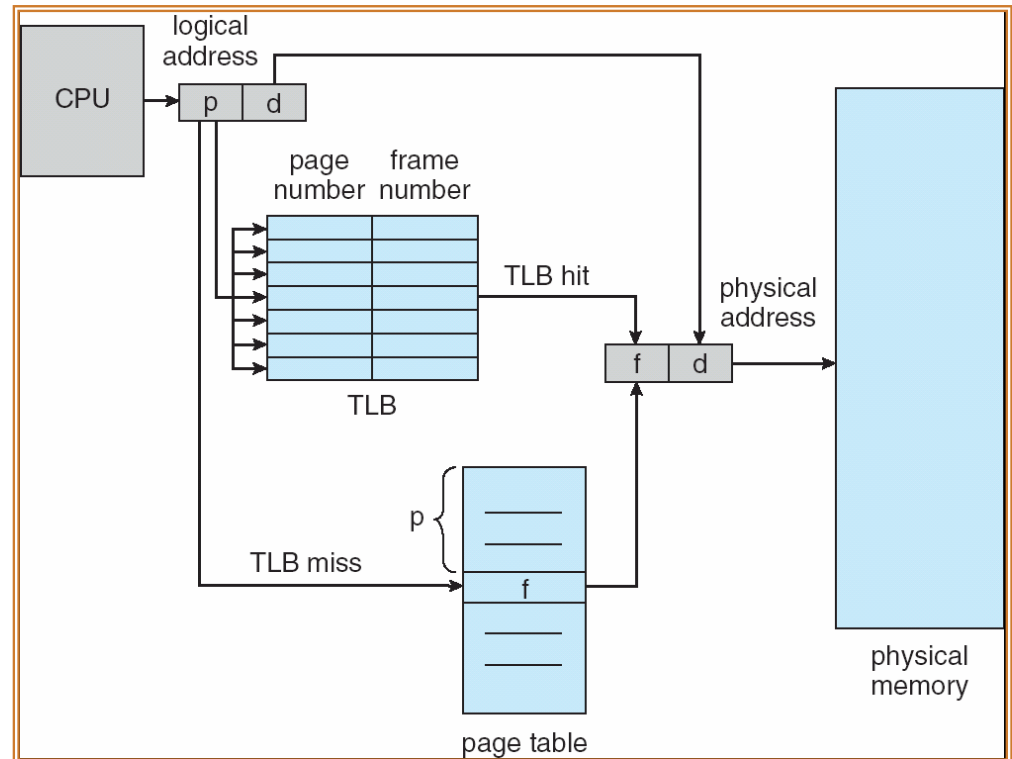 logical
address
CPU
p
d
page
number
frame
number
TLB hit
physical
address
f
d
TLB
p
TLB miss
f
physical
memory
page table